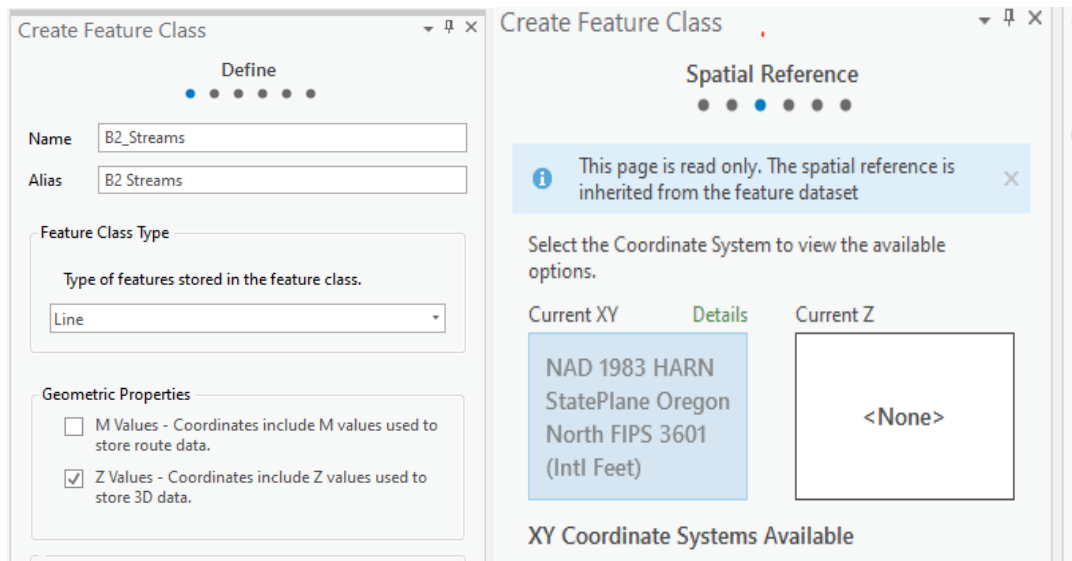 Create Feature Class
Define
Name B2_Streams
Alias B2 Streams
Feature Class Type
Type of features stored in the feature class.
Line
Geometric Properties
M Values - Coordinates include M values used to
store route data.
Z Values - Coordinates include Z values used to
store 3D data.
Create Feature Class
Spatial Reference
This page is read only. The spatial reference is
inherited from the feature dataset
Select the Coordinate System to view the available
options.
Current XY Details Current Z
NAD 1983 HARN
StatePlane Oregon
North FIPS 3601
(Intl Feet)
<None>
XY Coordinate Systems Available